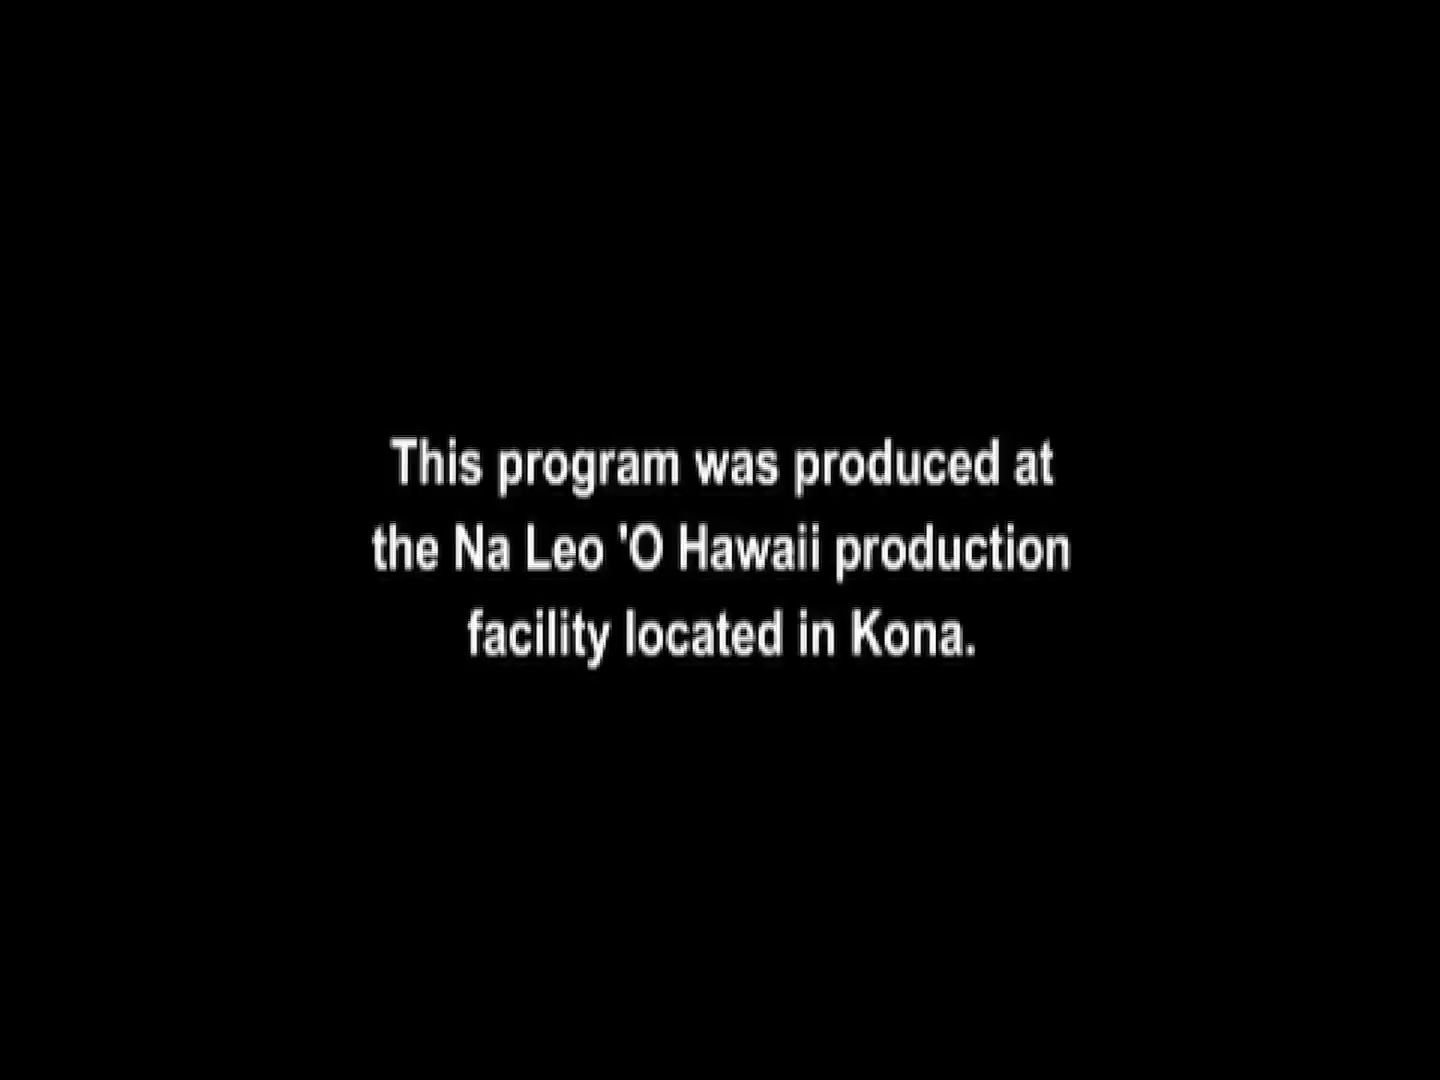 This program was produced at
the Na Leo 'O Hawaii production
facility located in Kona.